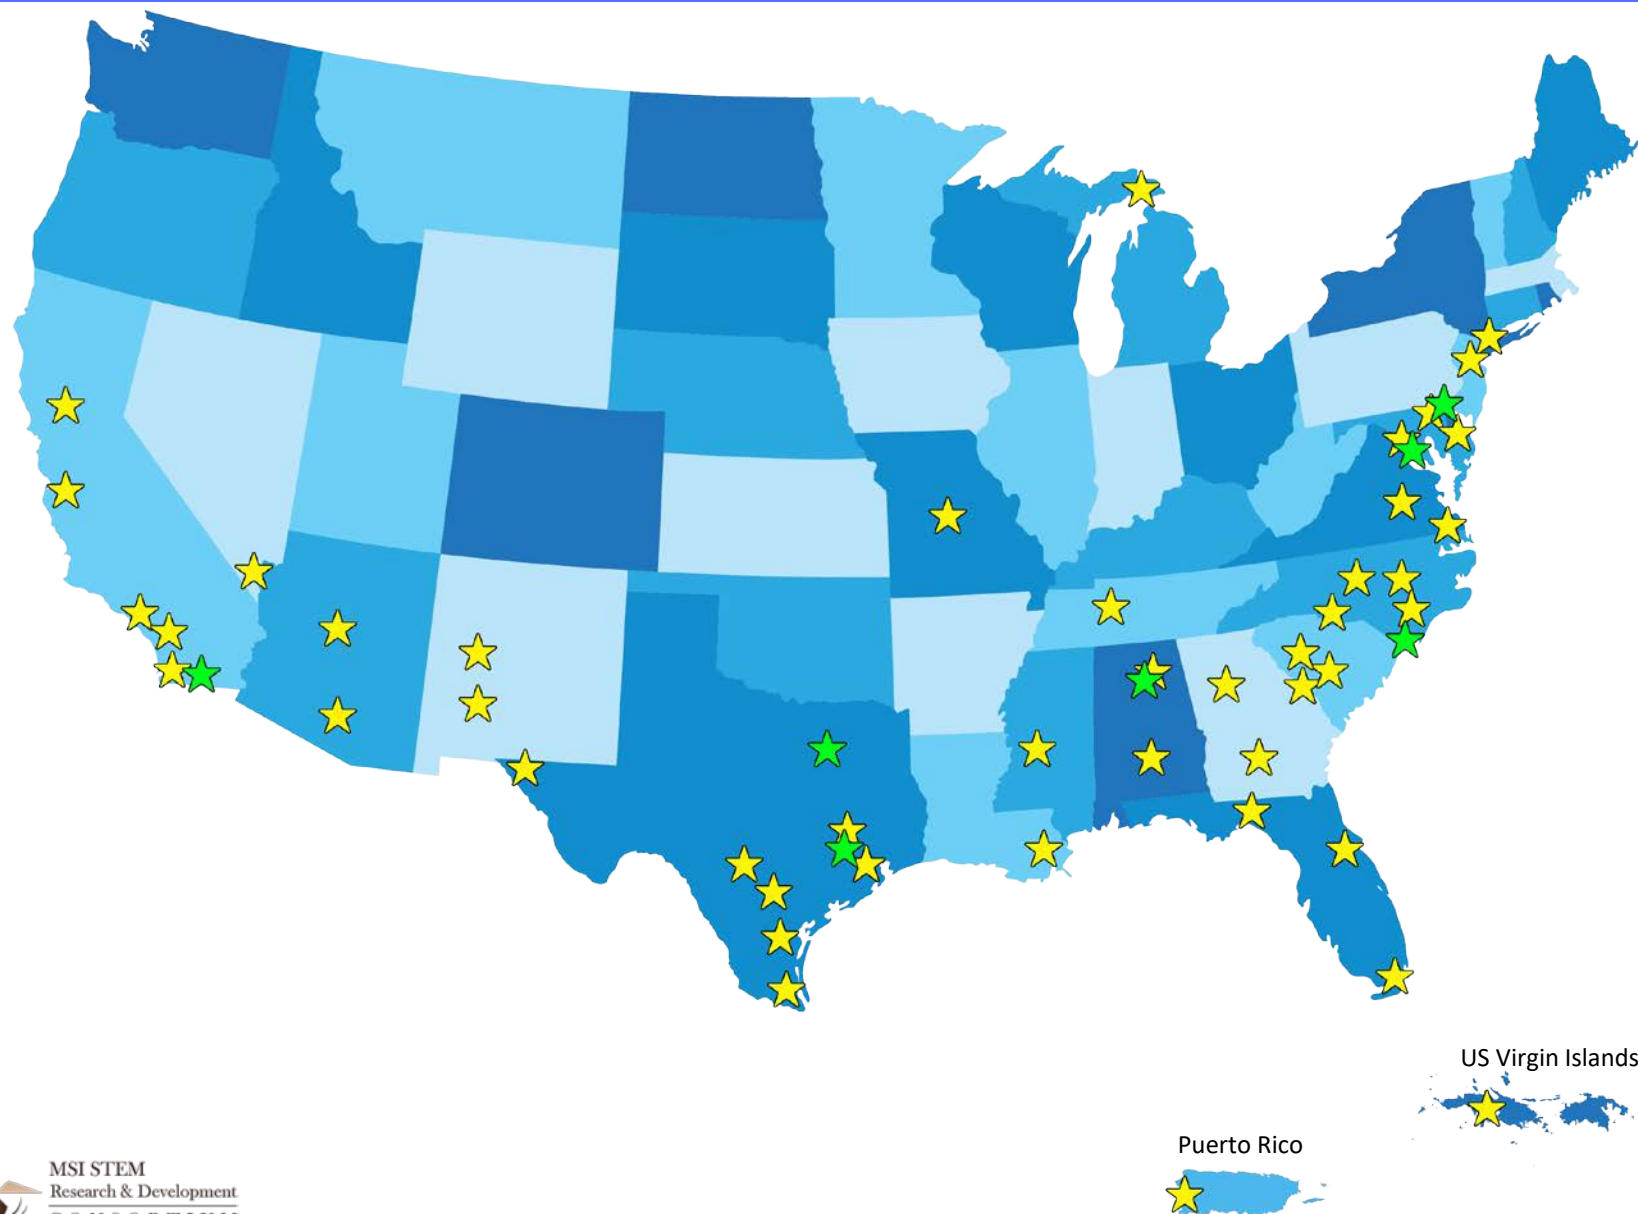 US Virgin Islands
Puerto Rico
MSI STEM
Research & Development